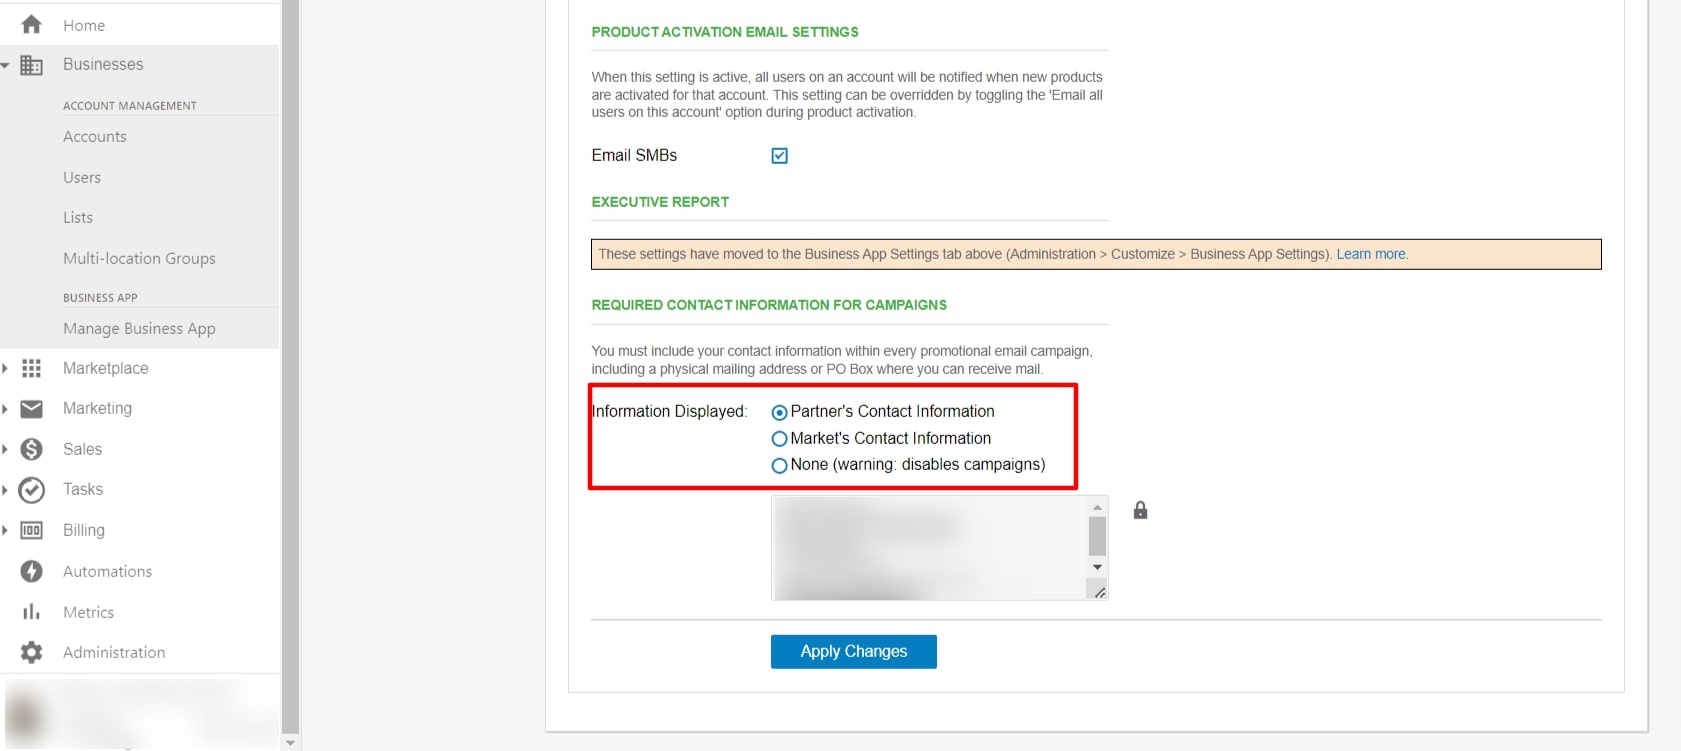 Home
Businesses
ACCOUNT MANAGEMENT
Accounts
Users
Lists
Multi-location Groups
BUSINESS APP
Manage Business App
Marketplace
Marketing
Sales
Tasks
Billing
Automations
Metrics
Administration
PRODUCT ACTIVATION EMAIL SETTINGS
When this setting is active, all users on an account will be notified when new products
are activated for that account. This setting can be overridden by toggling the 'Email all
users on this account' option during product activation.
Email SMBs
EXECUTIVE REPORT
These settings have moved to the Business App Settings tab above (Administration > Customize > Business App Settings). Learn more.
REQUIRED CONTACT INFORMATION FOR CAMPAIGNS
You must include your contact information within every promotional email campaign,
including a physical mailing address or PO Box where you can receive mail.
Information Displayed: Partner's Contact Information
Market's Contact Information
None (warning: disables campaigns)
Apply Changes